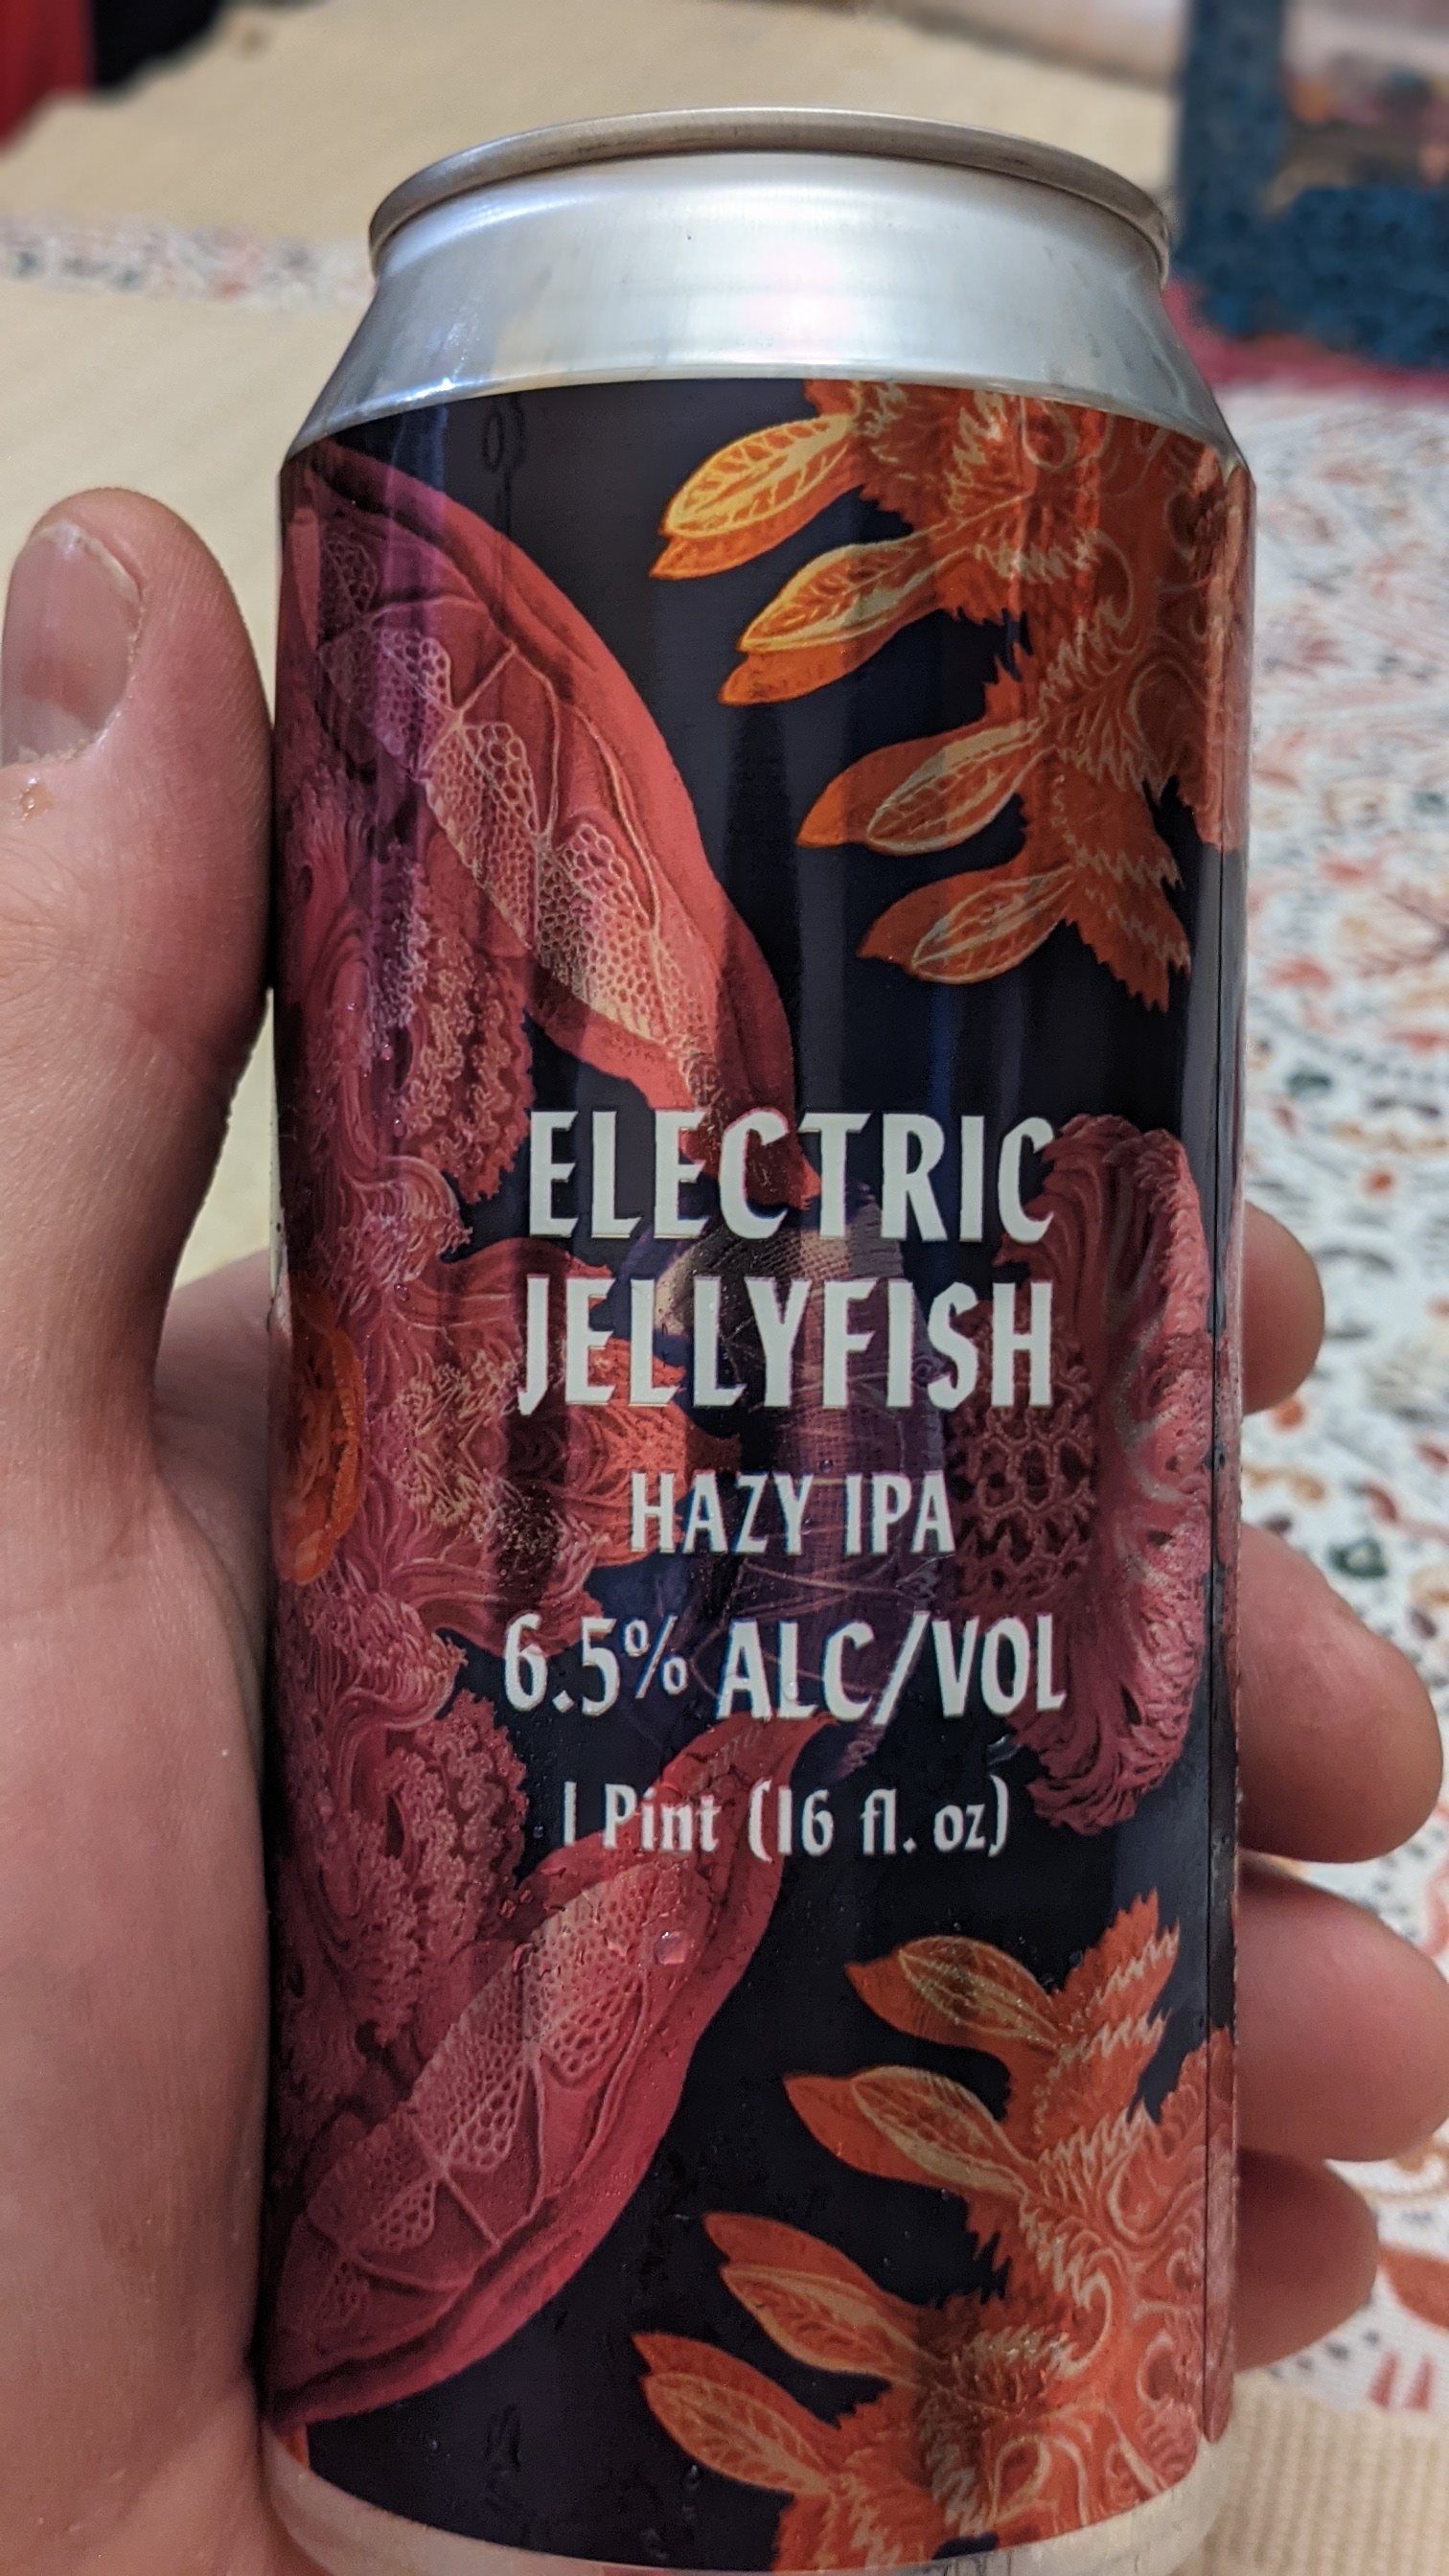 ELECTRIC
JELLYFISH
HAZY IPA
6.5% ALC/VOL
1 Pint (16 fl. oz)